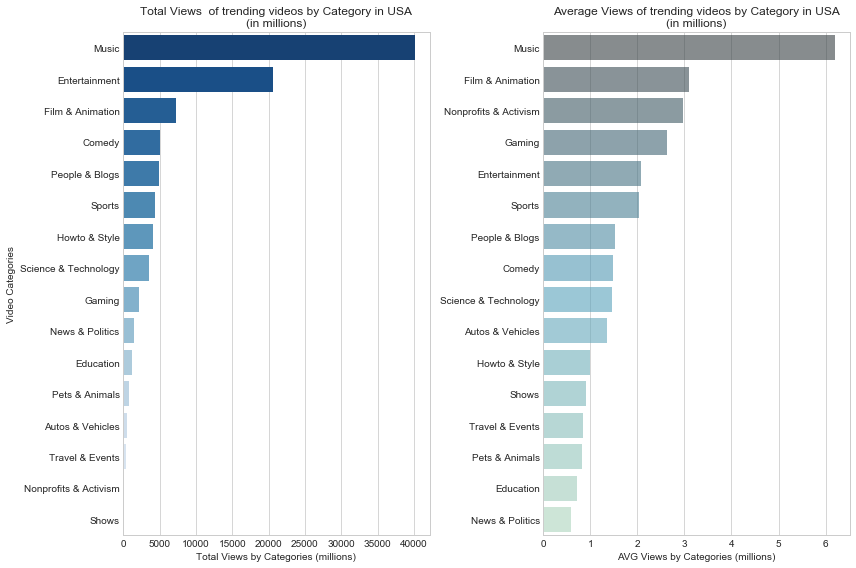 Total Views  of trending videos by Category in USA
(in millions)
Video Categories
Music
Entertainment
Film & Animation
Comedy
People & Blogs
Sports
Howto & Style
Science & Technology
Gaming
News & Politics
Education
Pets & Animals
Autos & Vehicles
Travel & Events
Nonprofits & Activism
Shows
0 5000 10000 15000 20000 25000 30000 35000 40000
Total Views by Categories (millions)
Average Views of trending videos by Category in USA
(in millions)
Music
Film & Animation
Nonprofits & Activism
Gaming
Entertainment
Sports
People & Blogs
Comedy
Science & Technology
Autos & Vehicles
Howto & Style
Shows
Travel & Events
Pets & Animals
Education
News & Politics
0 1 2 3 4 5 6
AVG Views by Categories (millions)